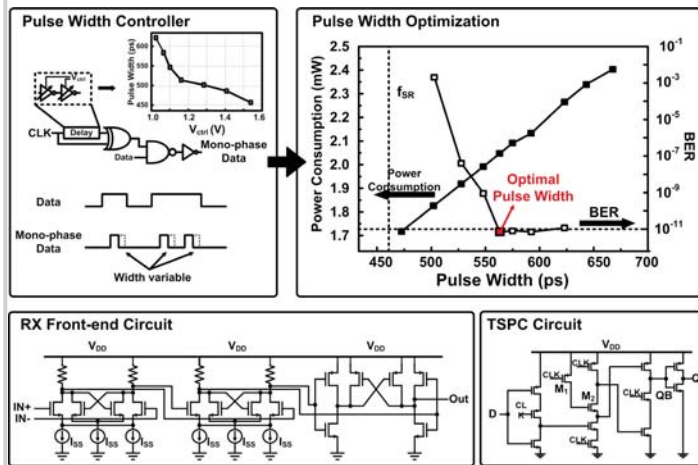 Pulse Width Controller
Pulse Width (ps)
600
550
500
450
1.0
1.2
1.4
1.6
V_ctrl (V)
V_ctrl
CLK
Delay
Data
Mono-phase
Data
Data
Mono-phase
Data
Width variable
Pulse Width Optimization
Power Consumption (mW)
2.5
2.4
2.3
2.2
2.1
2.0
1.9
1.8
1.7
450
500
550
600
650
700
Pulse Width (ps)
10^-1
10^-3
10^-5
10^-7
10^-9
10^-11
BER
f_SR
Power
Consumption
Optimal
Pulse Width
BER
RX Front-end Circuit
V_DD
V_DD
IN+
IN-
I_SS
I_SS
I_SS
I_SS
I_SS
I_SS
Out
TSPC Circuit
V_DD
CLK
CLK
M_1
M_2
D
CL
K
CLK
CLK
CLK
QB
Q